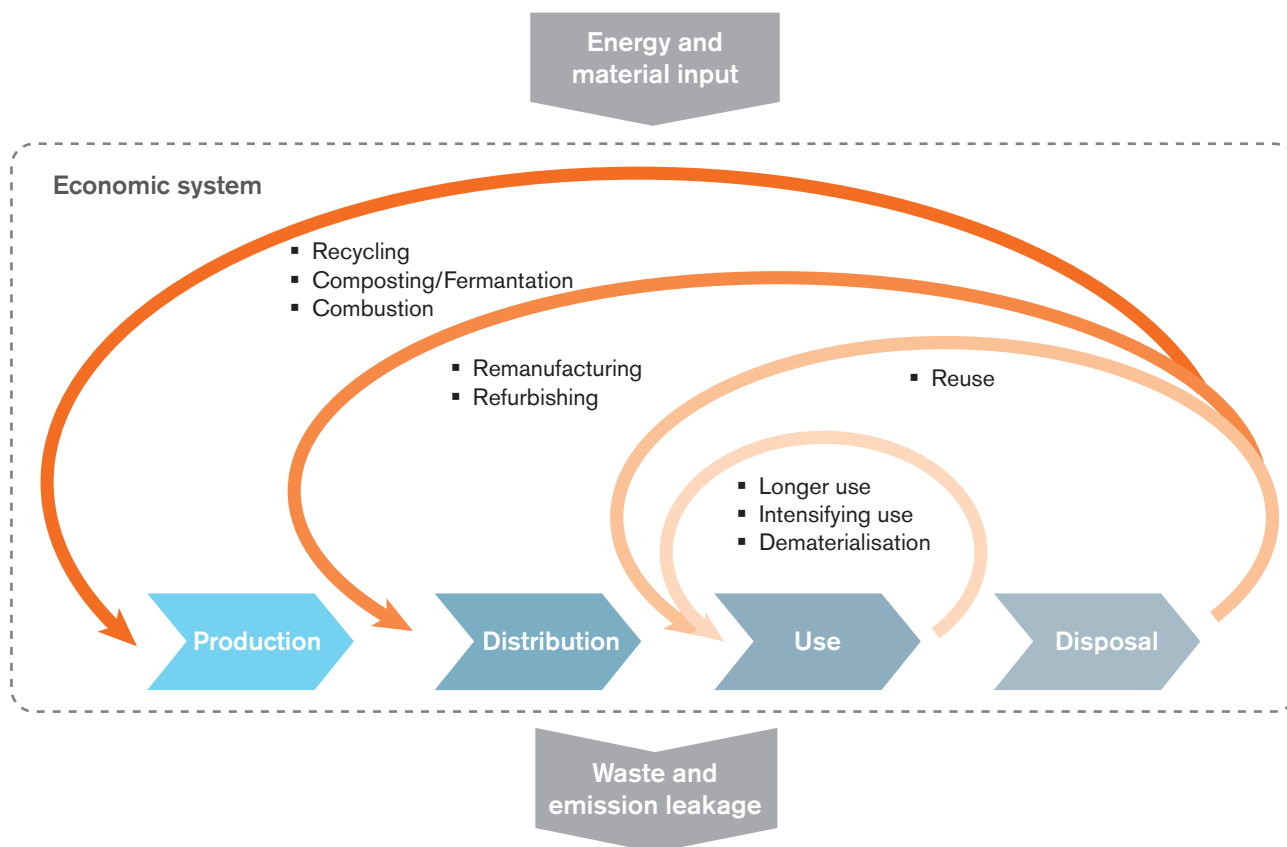 Energy and
material input
Economic system
▪ Recycling
▪ Composting/Fermantation
▪ Combustion
▪ Remanufacturing
▪ Refurbishing
▪ Reuse
▪ Longer use
▪ Intensifying use
▪ Dematerialisation
Production
Distribution
Use
Disposal
Waste and
emission leakage